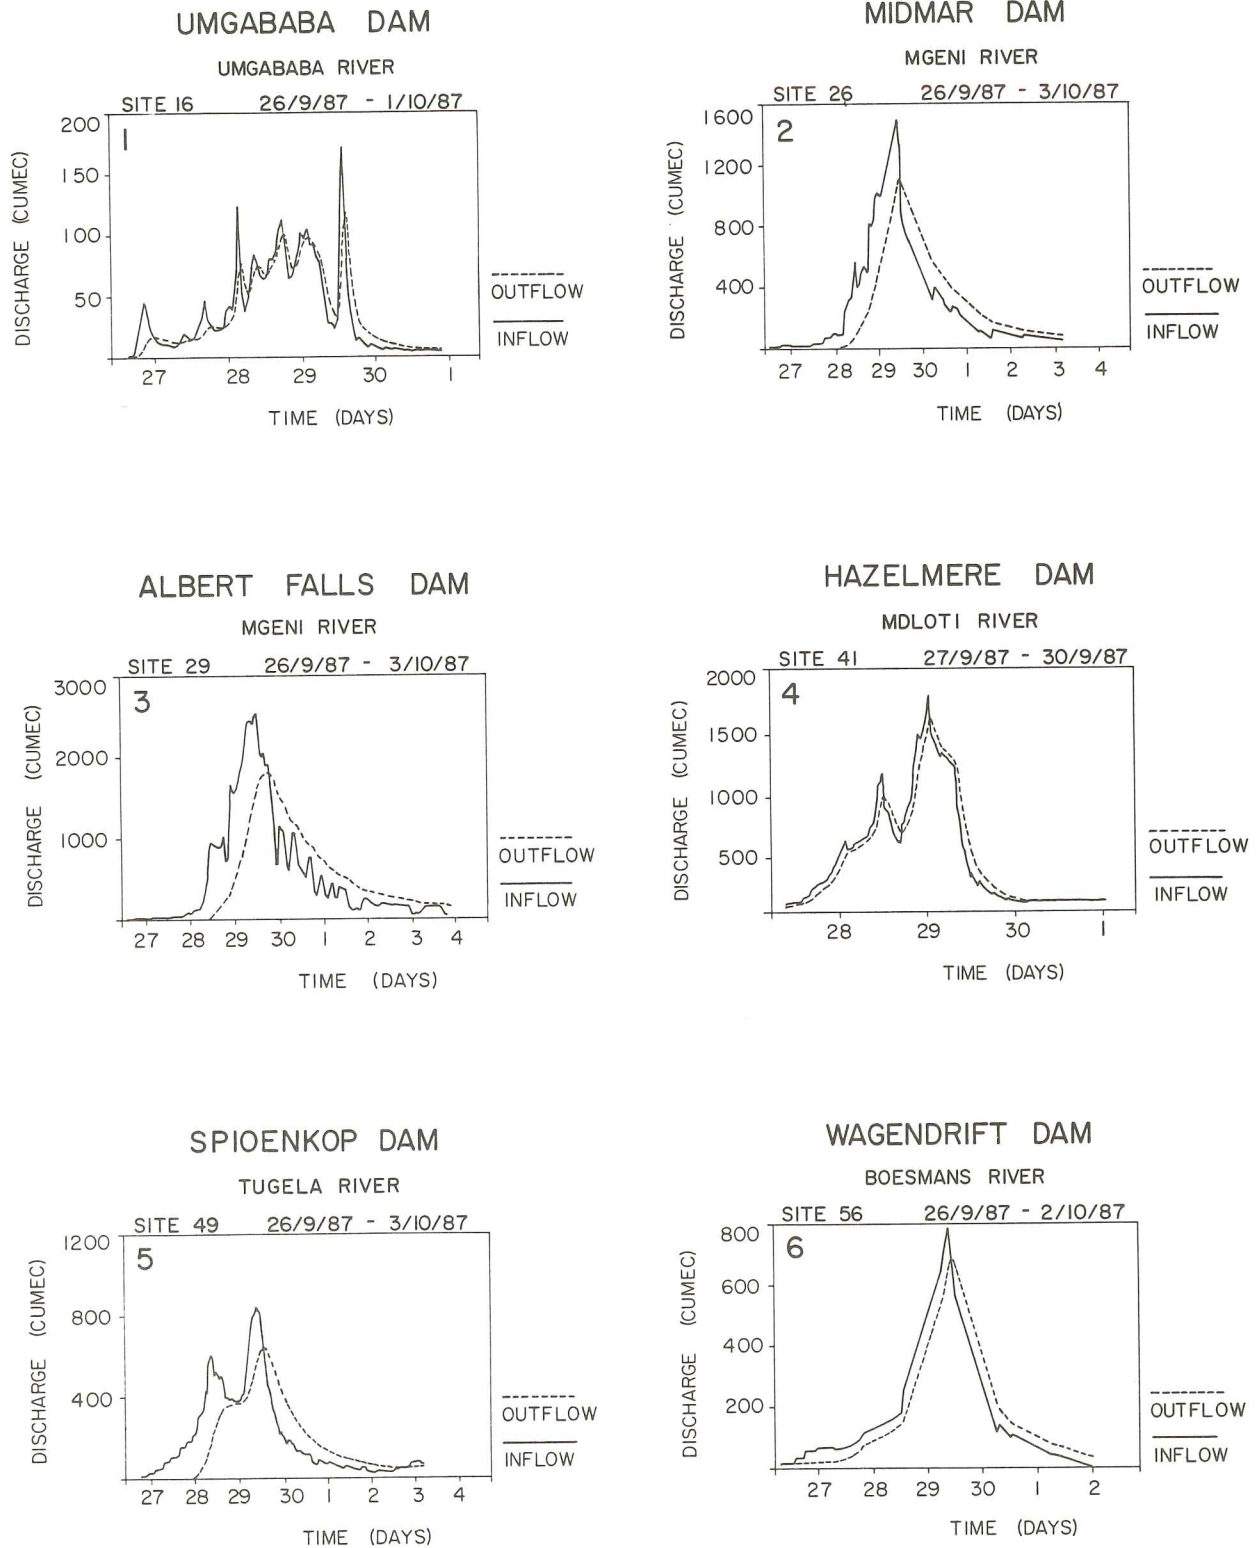 UMGABABA DAM
UMGABABA RIVER
SITE 16 26/9/87 - 1/10/87
1
200
150
100
50
DISCHARGE (CUMEC)
27 28 29 30 1
TIME (DAYS)
OUTFLOW
INFLOW
MIDMAR DAM
MGENI RIVER
SITE 26 26/9/87 - 3/10/87
2
1600
1200
800
400
DISCHARGE (CUMEC)
27 28 29 30 1 2 3 4
TIME (DAYS)
OUTFLOW
INFLOW
ALBERT FALLS DAM
MGENI RIVER
SITE 29 26/9/87 - 3/10/87
3
3000
2000
1000
DISCHARGE (CUMEC)
27 28 29 30 1 2 3 4
TIME (DAYS)
OUTFLOW
INFLOW
HAZELMERE DAM
MDLOTI RIVER
SITE 41 27/9/87 - 30/9/87
4
2000
1500
1000
500
DISCHARGE (CUMEC)
28 29 30 1
TIME (DAYS)
OUTFLOW
INFLOW
SPIOENKOP DAM
TUGELA RIVER
SITE 49 26/9/87 - 3/10/87
5
1200
800
400
DISCHARGE (CUMEC)
27 28 29 30 1 2 3 4
TIME (DAYS)
OUTFLOW
INFLOW
WAGENDRIFT DAM
BOESMANS RIVER
SITE 56 26/9/87 - 2/10/87
6
800
600
400
200
DISCHARGE (CUMEC)
27 28 29 30 1 2
TIME (DAYS)
OUTFLOW
INFLOW